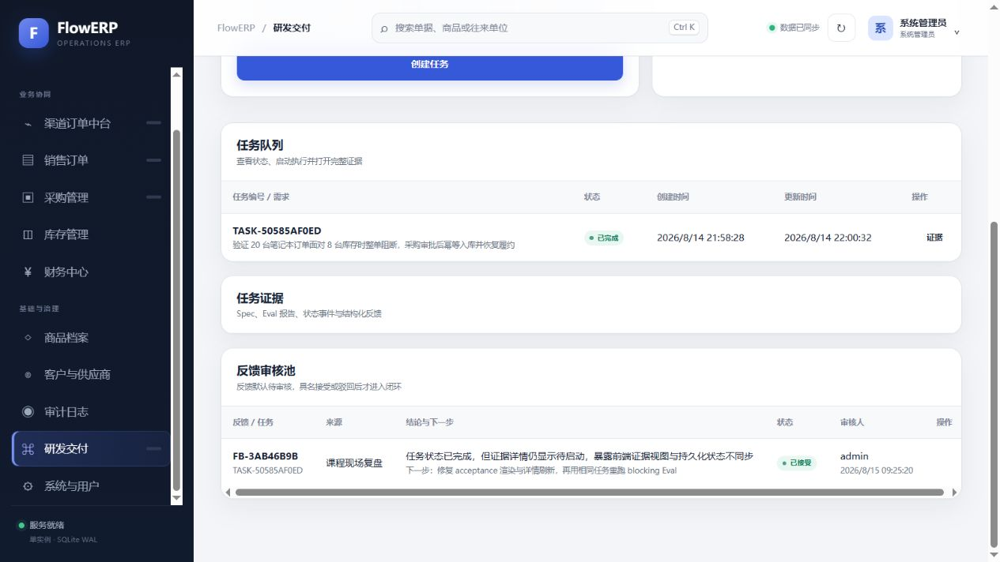 F
FlowERP
OPERATIONS ERP
FlowERP / 研发交付
搜索单据、商品或往来单位
Ctrl K
数据已同步
系
系统管理员
系统管理员
业务协同
渠道订单中台
销售订单
采购管理
库存管理
¥ 财务中心
基础与治理
商品档案
客户与供应商
审计日志
研发交付
系统与用户
服务就绪
单实例 · SQLite WAL
创建任务
任务队列
查看状态、启动执行并打开完整证据
任务编号 / 需求 状态 创建时间 更新时间 操作
TASK-50585AF0ED
验证 20 台笔记本订单面对 8 台库存时整单阻断，采购审批后幂等入库并恢复履约
已完成 2026/8/14 21:58:28 2026/8/14 22:00:32 证据
任务证据
Spec、Eval 报告、状态事件与结构化反馈
反馈审核池
反馈默认待审核，具名接受或驳回后才进入闭环
反馈 / 任务 来源 结论与下一步 状态 审核人 操作
FB-3AB46B9B
TASK-50585AF0ED
课程现场复盘
任务状态已完成，但证据详情仍显示待启动，暴露前端证据视图与持久化状态不同步
下一步：修复 acceptance 渲染与详情刷新，再用相同任务重跑 blocking Eval
已接受
admin
2026/8/15 09:25:20